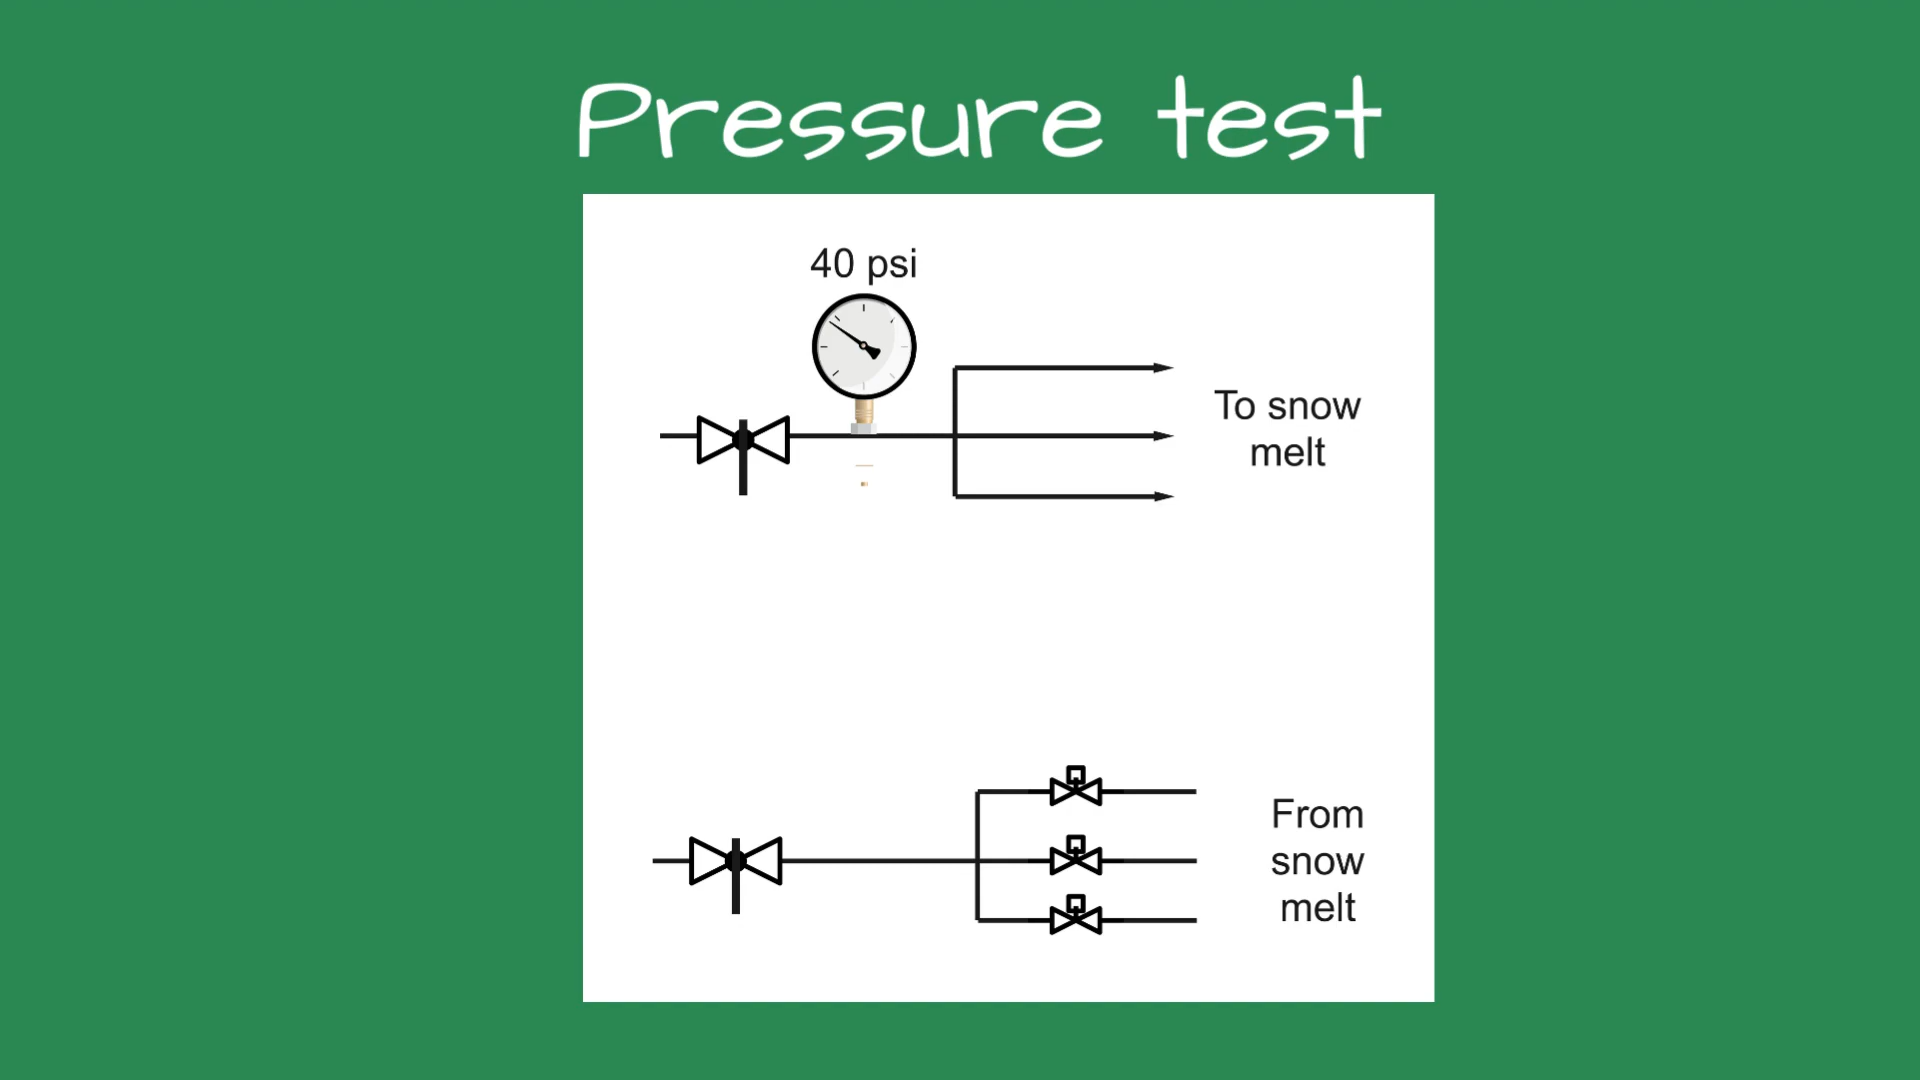 Pressure test
40 psi
To snow
melt
From
snow
melt